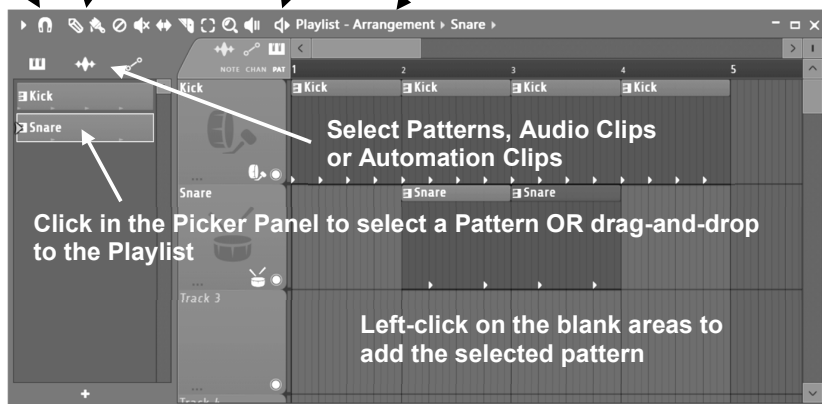 Playlist - Arrangement › Snare ›
NOTE CHAN PAT
1 2 3 4 5
Kick
Snare
Kick
Kick Kick Kick Kick
Select Patterns, Audio Clips
or Automation Clips
Snare
Snare Snare
Click in the Picker Panel to select a Pattern OR drag-and-drop
to the Playlist
Track 3
Left-click on the blank areas to
add the selected pattern
Track 4